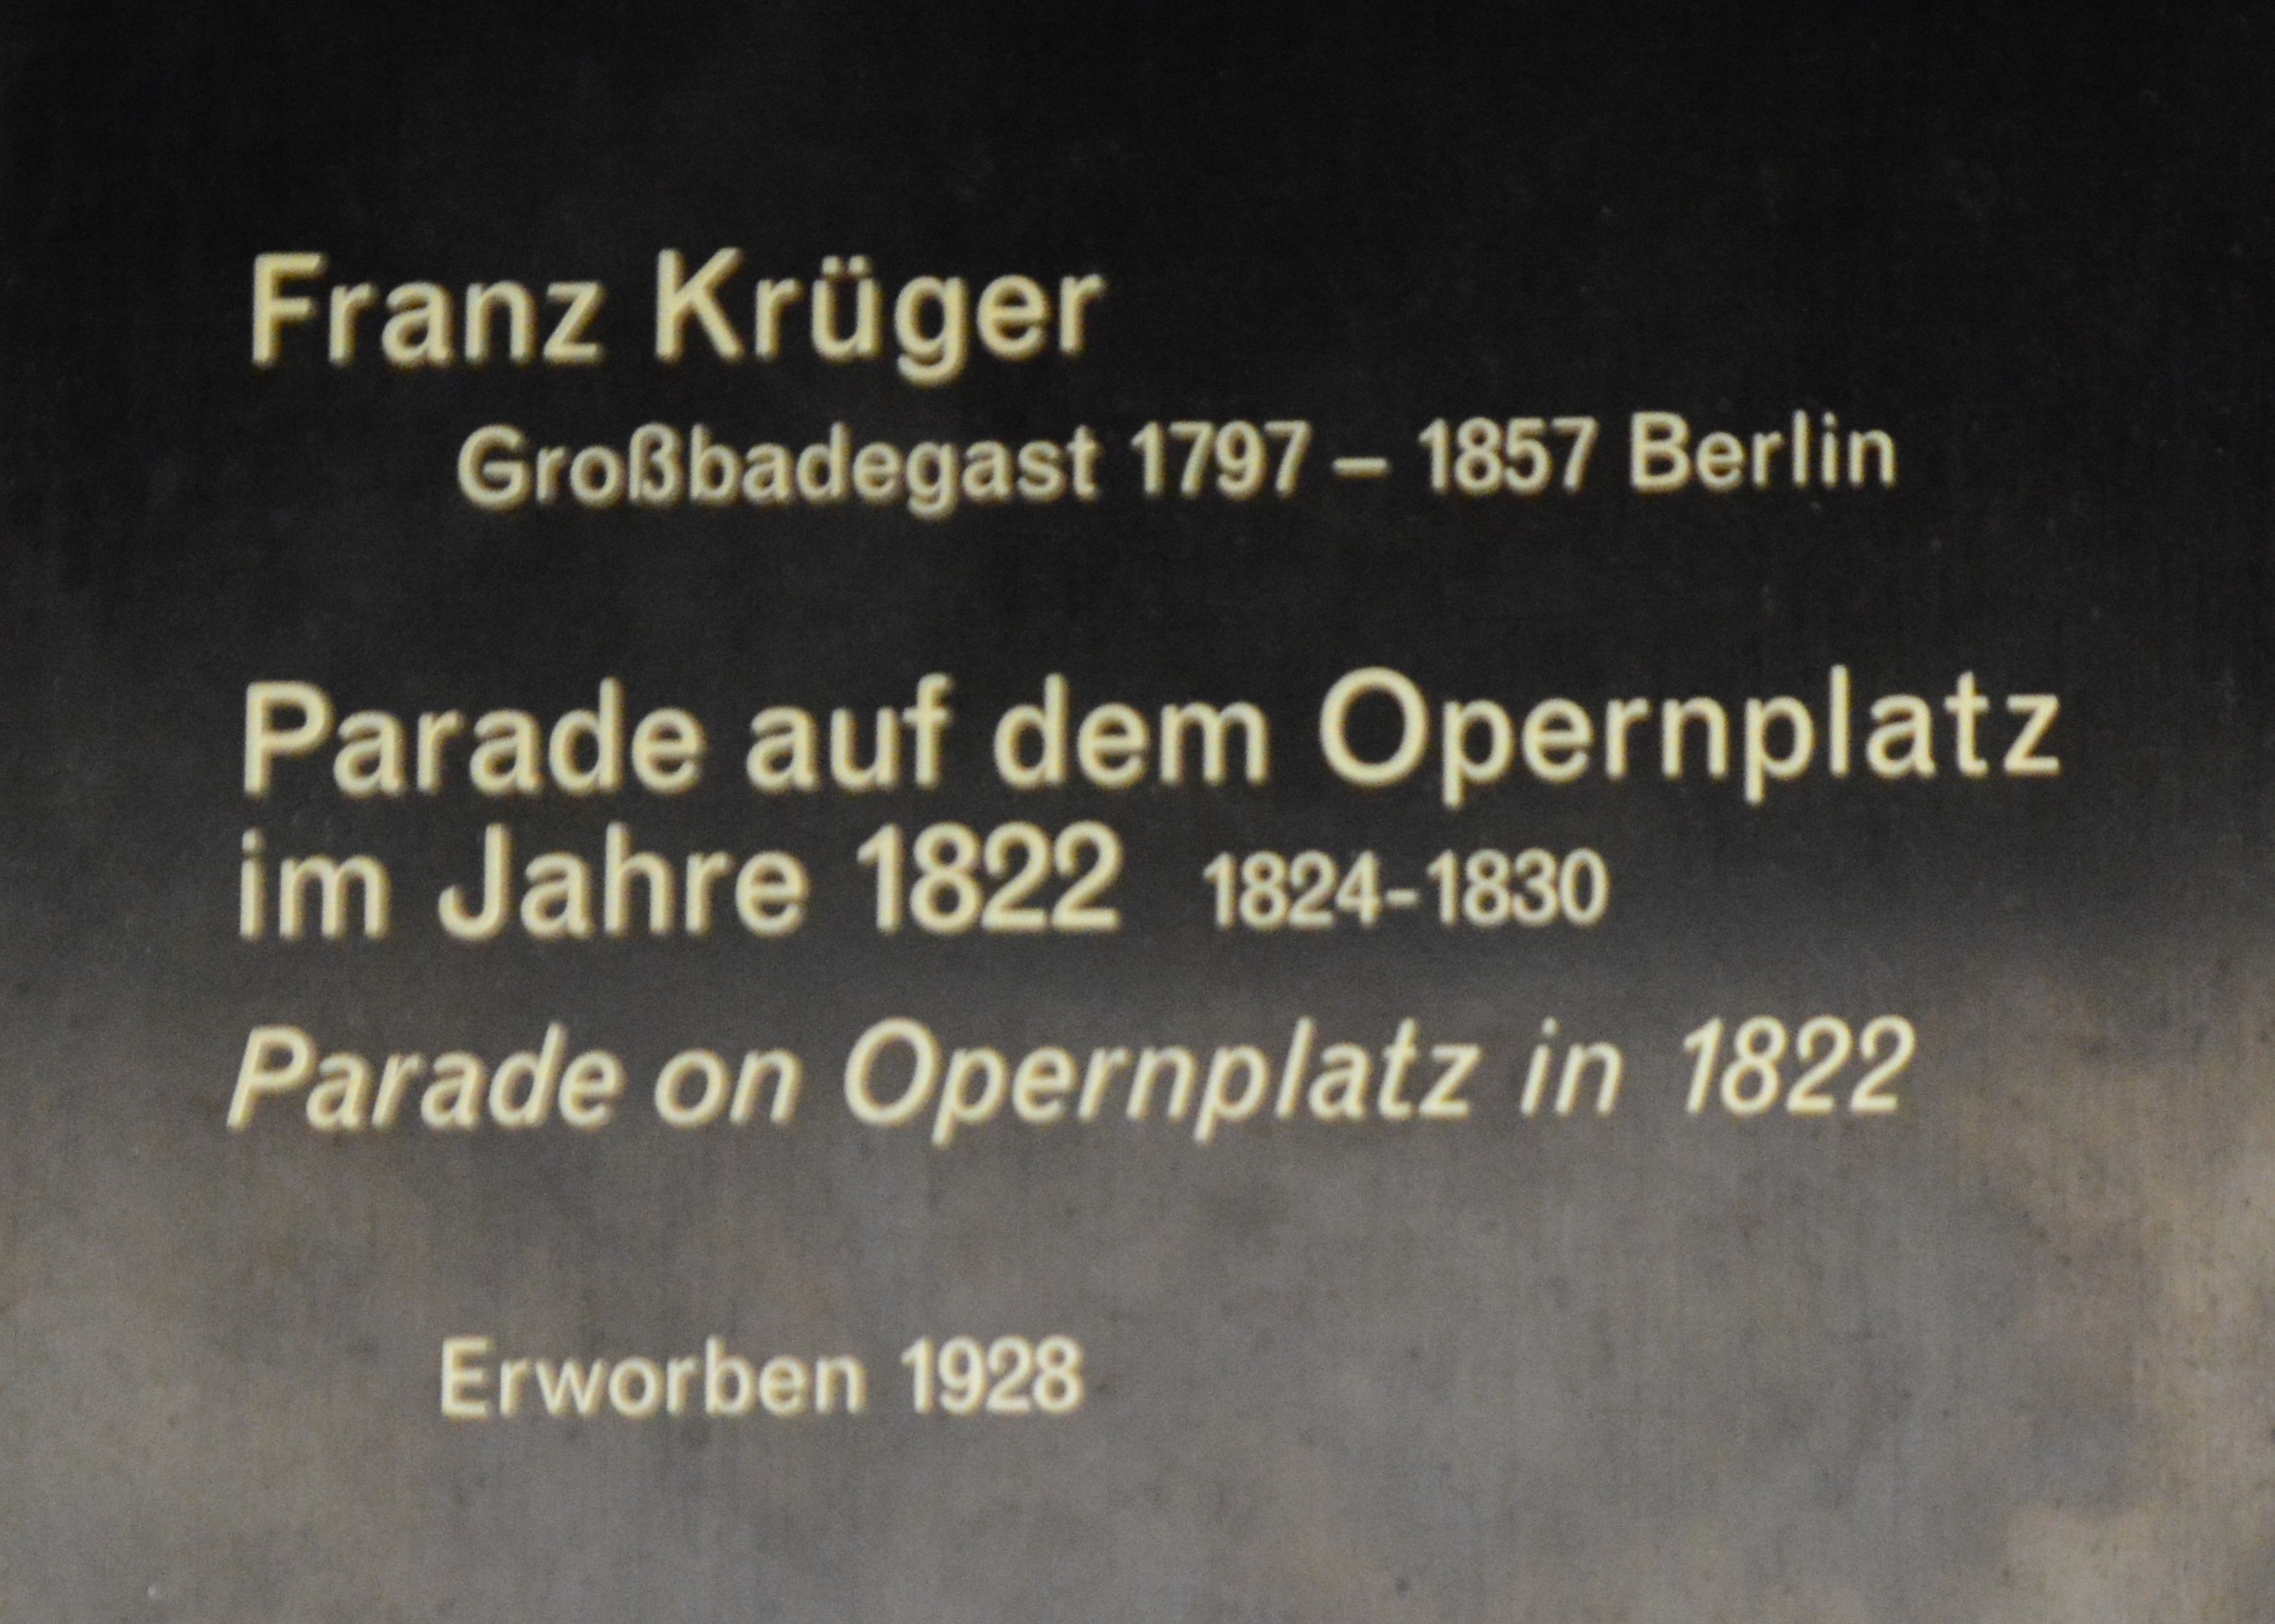 Franz Krüger
Großbadegast 1797 – 1857 Berlin
Parade auf dem Opernplatz
im Jahre 1822 1824-1830
Parade on Opernplatz in 1822
Erworben 1928